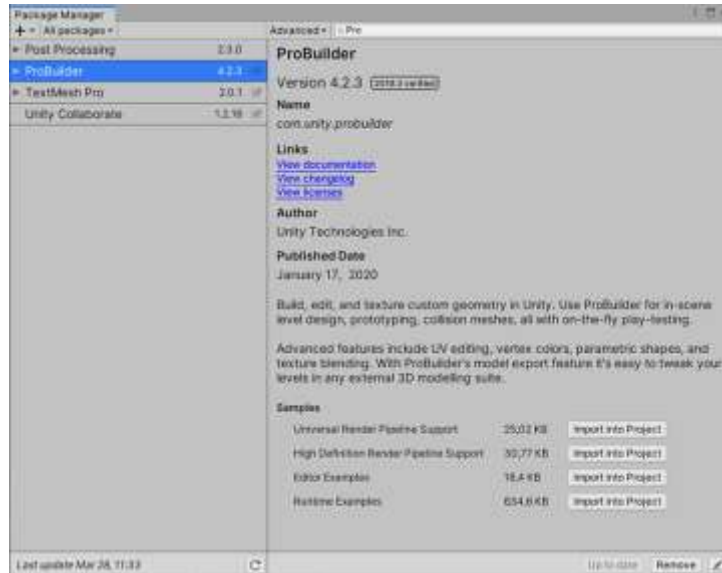 Package Manager
+ All packages
Advanced
Pro
Post Processing 2.3.0
ProBuilder 4.2.3
TextMesh Pro 2.0.1
Unity Collaborate 1.2.16
ProBuilder
Version 4.2.3 2019.3 verified
Name
com.unity.probuilder
Links
View documentation
View changelog
View licenses
Author
Unity Technologies Inc.
Published Date
January 17, 2020
Build, edit, and texture custom geometry in Unity. Use ProBuilder for in-scene
level design, prototyping, collision meshes, all with on-the-fly play-testing.
Advanced features include UV editing, vertex colors, parametric shapes, and
texture blending. With ProBuilder's model export feature it's easy to tweak your
levels in any external 3D modelling suite.
Samples
Universal Render Pipeline Support 25,02 KB Import into Project
High Definition Render Pipeline Support 30,77 KB Import into Project
Editor Examples 18,4 KB Import into Project
Runtime Examples 634,6 KB Import into Project
Last update Mar 28, 11:33
Up to date Remove